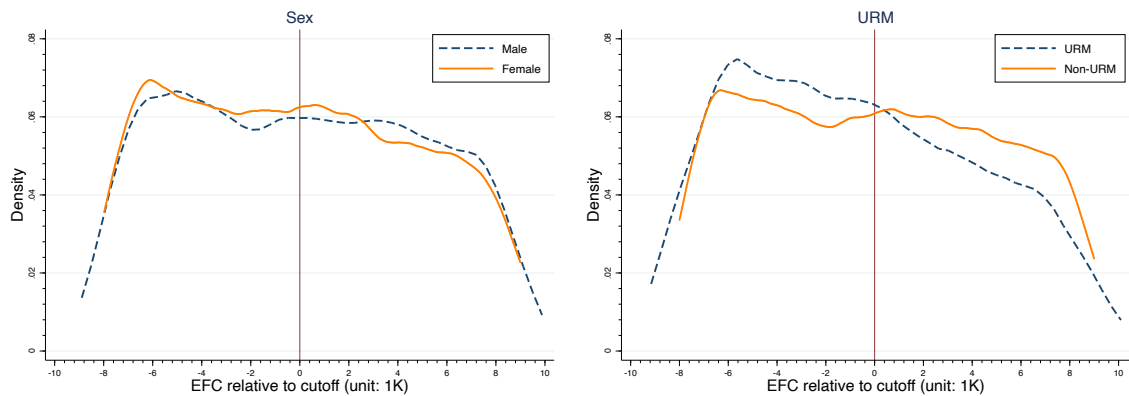 Sex
Male
Female
Density
.08
.06
.04
.02
0
-10 -8 -6 -4 -2 0 2 4 6 8 10
EFC relative to cutoff (unit: 1K)
URM
URM
Non-URM
Density
.08
.06
.04
.02
0
-10 -8 -6 -4 -2 0 2 4 6 8 10
EFC relative to cutoff (unit: 1K)